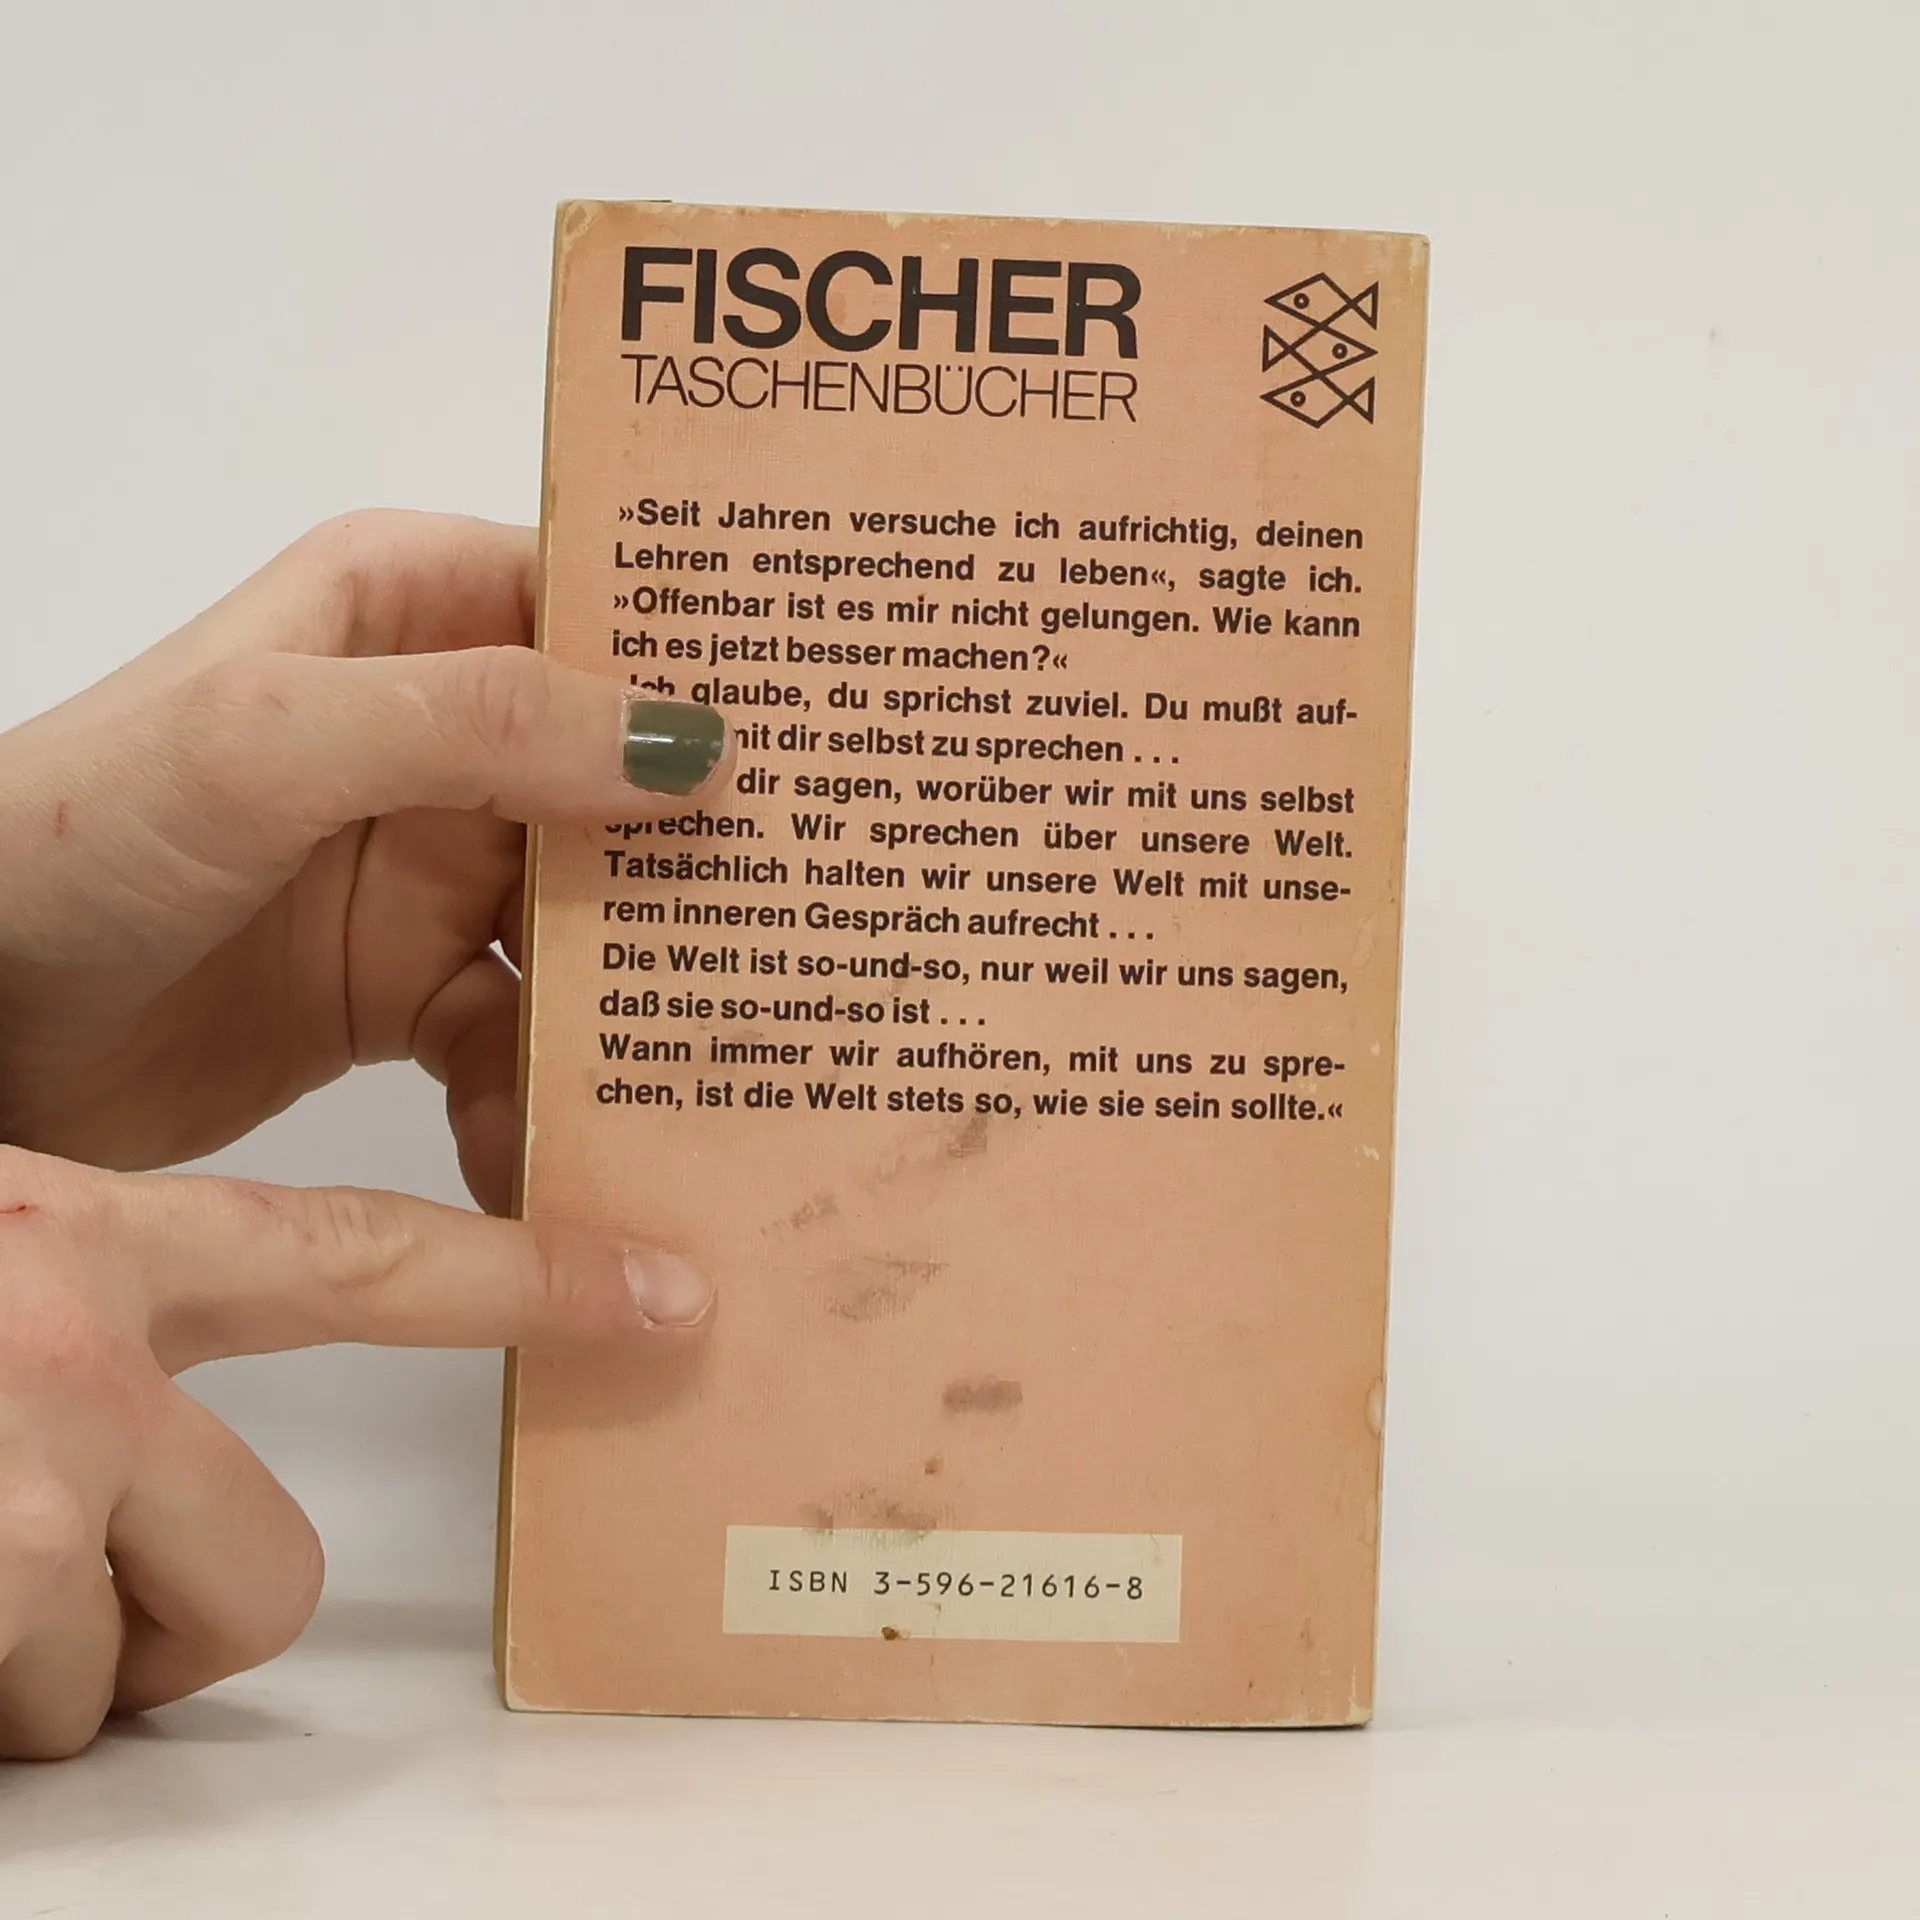 FISCHER
TASCHENBÜCHER
»Seit Jahren versuche ich aufrichtig, deinen
Lehren entsprechend zu leben«, sagte ich.
»Offenbar ist es mir nicht gelungen. Wie kann
ich es jetzt besser machen?«
glaube, du sprichst zuviel. Du mußt auf-
mit dir selbst zu sprechen . . .
dir sagen, worüber wir mit uns selbst
sprechen. Wir sprechen über unsere Welt.
Tatsächlich halten wir unsere Welt mit unse-
rem inneren Gespräch aufrecht . . .
Die Welt ist so-und-so, nur weil wir uns sagen,
daß sie so-und-so ist . . .
Wann immer wir aufhören, mit uns zu spre-
chen, ist die Welt stets so, wie sie sein sollte.«
ISBN 3-596-21616-8